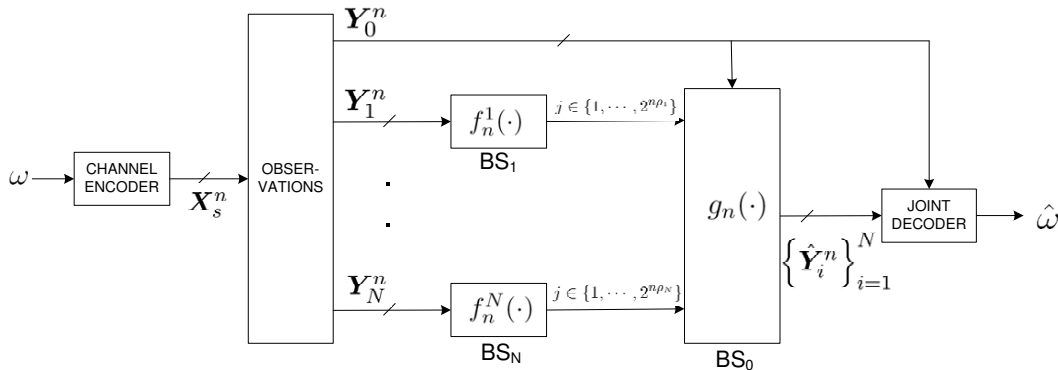 ω
CHANNEL
ENCODER
X_s^n
OBSER-
VATIONS
Y_0^n
Y_1^n
f_n^1(·)
BS_1
j ∈ {1, ⋯ , 2^{nρ_1}}
Y_N^n
f_n^N(·)
BS_N
j ∈ {1, ⋯ , 2^{nρ_N}}
g_n(·)
BS_0
{Ŷ_i^n}_{i=1}^N
JOINT
DECODER
ω̂